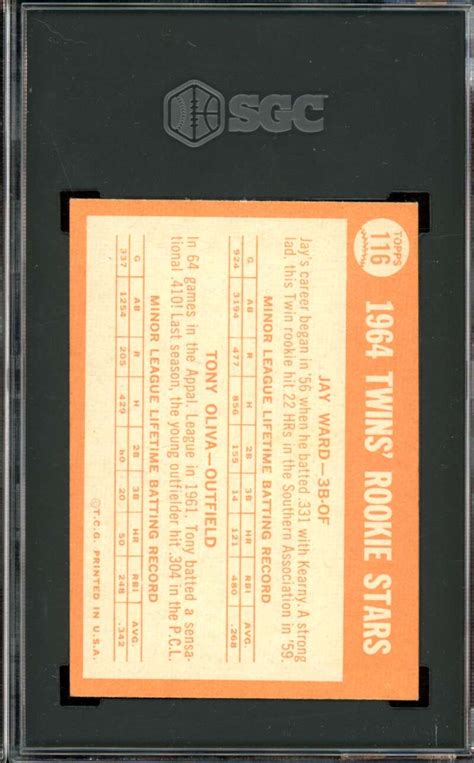 SGC
TOPPS
116
1964 TWINS' ROOKIE STARS
JAY WARD—3B-OF
Jay's career began in '56 when he batted .331 with Kearny. A strong
lad, this Twin rookie hit 22 HRs in the Southern Association in '59.
MINOR LEAGUE LIFETIME BATTING RECORD
G AB R H 2B 3B HR RBI AVG.
924 3194 477 856 155 14 121 480 .268
TONY OLIVA—OUTFIELD
In 64 games in the Appal. League in 1961, Tony batted a sensa-
tional .410! Last season, the young outfielder hit .304 in the P.C.L.
MINOR LEAGUE LIFETIME BATTING RECORD
G AB R H 2B 3B HR RBI AVG.
337 1254 205 429 60 20 50 248 .342
©T.C.G. PRINTED IN U.S.A.